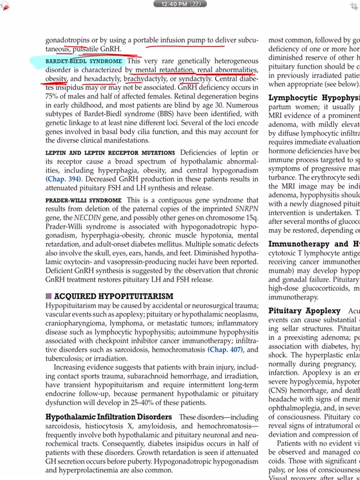 12:40 PM
77%
gonadotropins or by using a portable infusion pump to deliver subcu-
taneous, pulsatile GnRH.
BARDET-BIEDL SYNDROME This very rare genetically heterogeneous
disorder is characterized by mental retardation, renal abnormalities,
obesity, and hexadactyly, brachydactyly, or syndactyly. Central diabe-
tes insipidus may or may not be associated. GnRH deficiency occurs in
75% of males and half of affected females. Retinal degeneration begins
in early childhood, and most patients are blind by age 30. Numerous
subtypes of Bardet-Biedl syndrome (BBS) have been identified, with
genetic linkage to at least nine different loci. Several of the loci encode
genes involved in basal body cilia function, and this may account for
the diverse clinical manifestations.
LEPTIN AND LEPTIN RECEPTOR MUTATIONS Deficiencies of leptin or
its receptor cause a broad spectrum of hypothalamic abnormal-
ities, including hyperphagia, obesity, and central hypogonadism
(Chap. 394). Decreased GnRH production in these patients results in
attenuated pituitary FSH and LH synthesis and release.
PRADER-WILLI SYNDROME This is a contiguous gene syndrome that
results from deletion of the paternal copies of the imprinted SNRPN
gene, the NECDIN gene, and possibly other genes on chromosome 15q.
Prader-Willi syndrome is associated with hypogonadotropic hypo-
gonadism, hyperphagia-obesity, chronic muscle hypotonia, mental
retardation, and adult-onset diabetes mellitus. Multiple somatic defects
also involve the skull, eyes, ears, hands, and feet. Diminished hypotha-
lamic oxytocin- and vasopressin-producing nuclei have been reported.
Deficient GnRH synthesis is suggested by the observation that chronic
GnRH treatment restores pituitary LH and FSH release.
■ ACQUIRED HYPOPITUITARISM
Hypopituitarism may be caused by accidental or neurosurgical trauma;
vascular events such as apoplexy; pituitary or hypothalamic neoplasms,
craniopharyngioma, lymphoma, or metastatic tumors; inflammatory
disease such as lymphocytic hypophysitis; autoimmune hypophysitis
associated with checkpoint inhibitor cancer immunotherapy; infiltra-
tive disorders such as sarcoidosis, hemochromatosis (Chap. 407), and
tuberculosis; or irradiation.
Increasing evidence suggests that patients with brain injury, includ-
ing contact sports trauma, subarachnoid hemorrhage, and irradiation,
have transient hypopituitarism and require intermittent long-term
endocrine follow-up, because permanent hypothalamic or pituitary
dysfunction will develop in 25–40% of these patients.
Hypothalamic Infiltration Disorders These disorders—including
sarcoidosis, histiocytosis X, amyloidosis, and hemochromatosis—
frequently involve both hypothalamic and pituitary neuronal and neu-
rochemical tracts. Consequently, diabetes insipidus occurs in half of
patients with these disorders. Growth retardation is seen if attenuated
GH secretion occurs before puberty. Hypogonadotropic hypogonadism
and hyperprolactinemia are also common.
most common, followed by go
deficiency of one or more ho
diminished reserve of other h
pituitary function should be c
in previously irradiated patien
when appropriate (see below).
Lymphocytic Hypophysi
partum women; it usually p
MRI evidence of a prominent
adenoma, with mildly elevat
by diffuse lymphocytic infiltra
requires immediate evaluation
hormone deficiencies have been
immune process targeted to sp
symptoms of progressive mas
turbance. The erythrocyte sedi
the MRI image may be indi
adenoma, hypophysitis should
with a newly diagnosed pituit
intervention is undertaken. T
after several months of glucoco
may be restored, depending or
Immunotherapy and H
cytotoxic T lymphocyte antige
receiving cancer immunother
mumab) may develop hypopi
and gonadal failure. Pituitary
high-dose glucocorticoids, m
immunotherapy.
Pituitary Apoplexy Acu
events can cause substantial
ing sellar structures. Pituitar
in a preexisting adenoma; po
association with diabetes, hy
shock. The hyperplastic enlar
normally during pregnancy,
infarction. Apoplexy is an er
severe hypoglycemia, hypoter
(CNS) hemorrhage, and death
headache with signs of menin
ophthalmoplegia, and, in seve
of consciousness. Pituitary co
reveal signs of intratumoral or
deviation and compression of
Patients with no evident vi
be observed and managed co
coids. Those with significant
palsy, or loss of consciousness
Visual recovery after sellar s